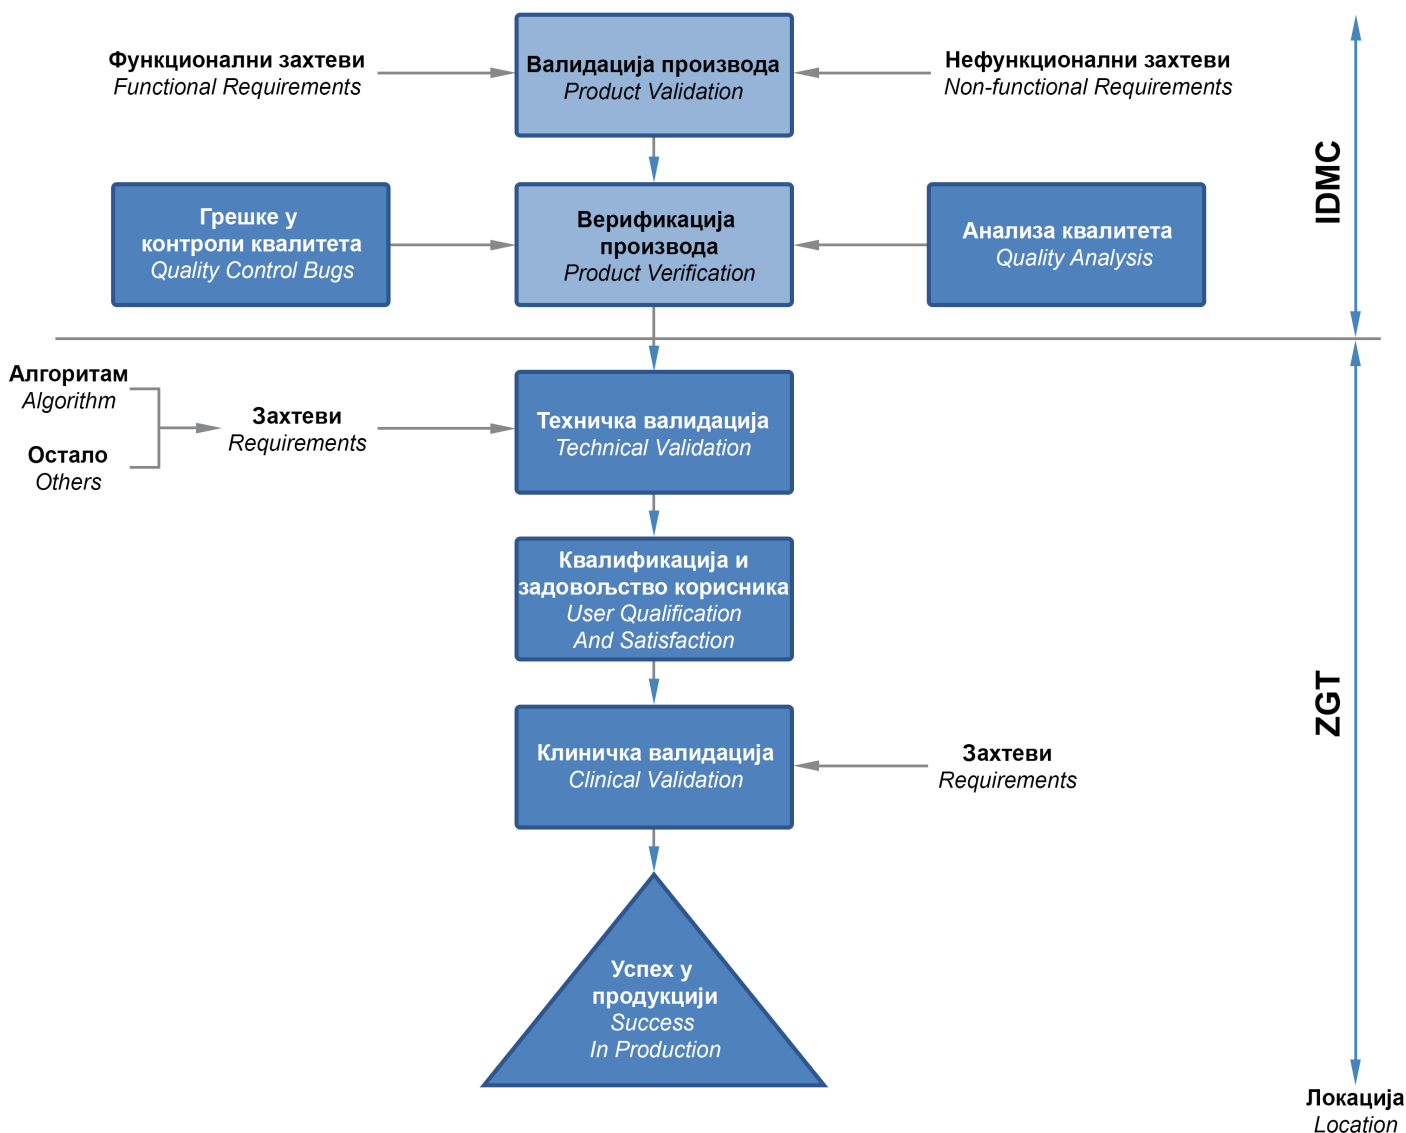 Функционални захтеви
Functional Requirements
Валидација производа
Product Validation
Нефункционални захтеви
Non-functional Requirements
IDMC
Грешке у
контроли квалитета
Quality Control Bugs
Верификација
производа
Product Verification
Анализа квалитета
Quality Analysis
Алгоритам
Algorithm
Остало
Others
Захтеви
Requirements
Техничка валидација
Technical Validation
Квалификација и
задовољство корисника
User Qualification
And Satisfaction
ZGT
Клиничка валидација
Clinical Validation
Захтеви
Requirements
Успех у
продукцији
Success
In Production
Локација
Location